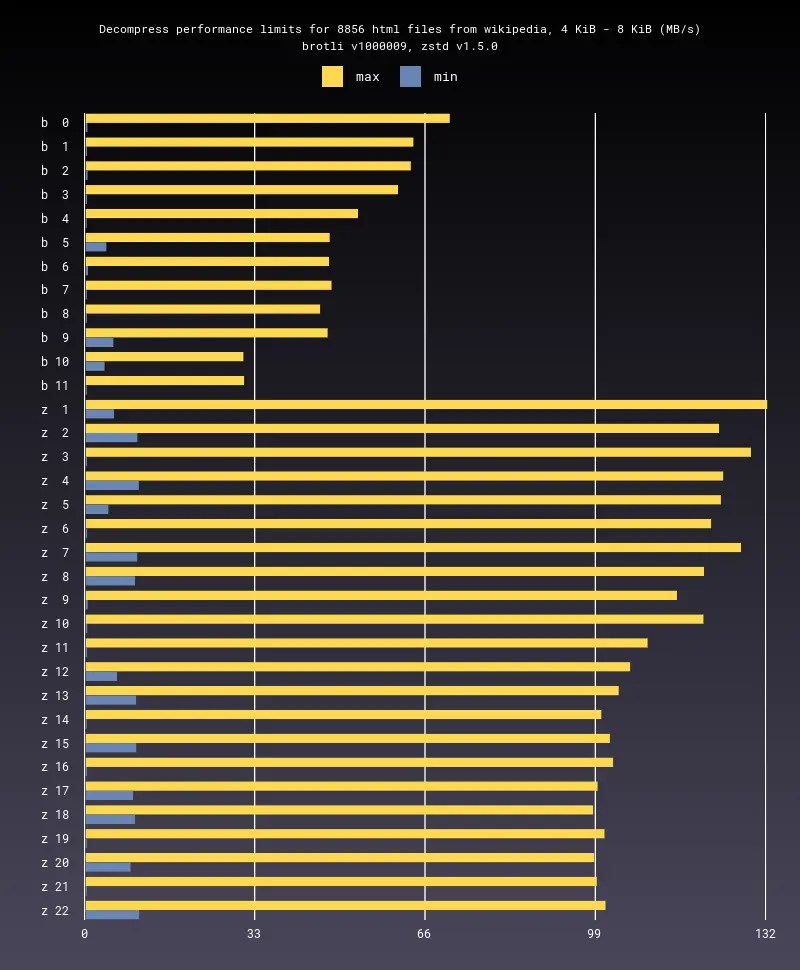 Decompress performance limits for 8856 html files from wikipedia, 4 KiB - 8 KiB (MB/s)
brotli v1000009, zstd v1.5.0
max min
b 0
b 1
b 2
b 3
b 4
b 5
b 6
b 7
b 8
b 9
b 10
b 11
z 1
z 2
z 3
z 4
z 5
z 6
z 7
z 8
z 9
z 10
z 11
z 12
z 13
z 14
z 15
z 16
z 17
z 18
z 19
z 20
z 21
z 22
0 33 66 99 132